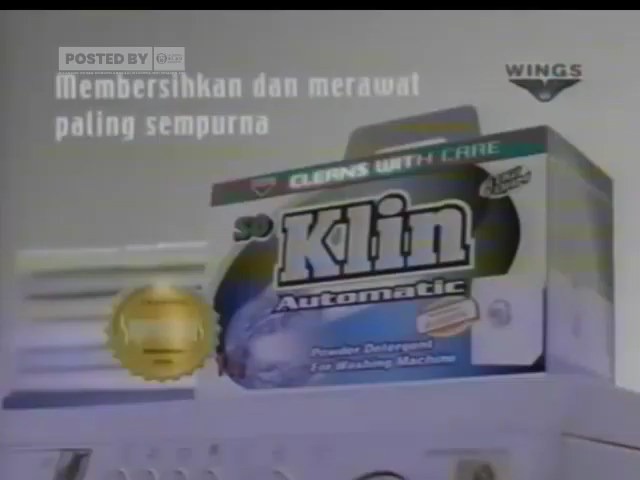 POSTED BY
Membersihkan dan merawat
paling sempurna
WINGS
CLEANS WITH CARE
SO
Klin
Automatic
Powder Detergent
For Washing Machine